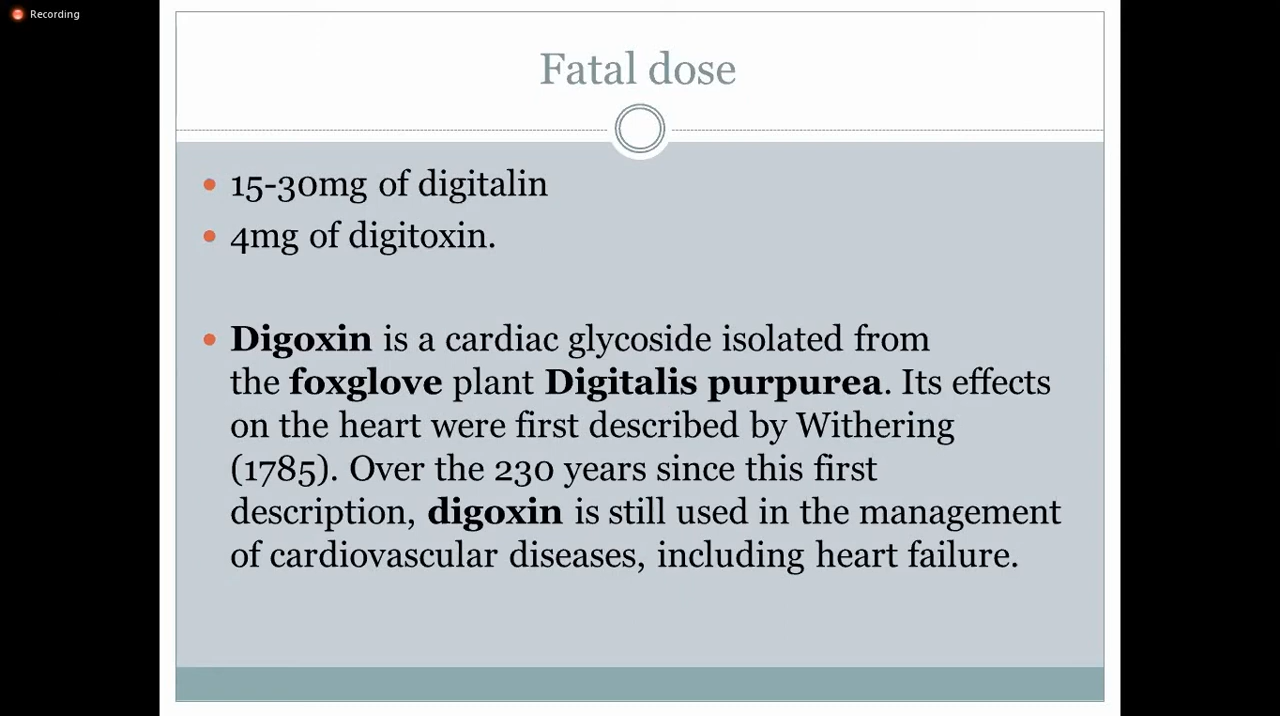 Recording
Fatal dose
15-30mg of digitalin
4mg of digitoxin.
Digoxin is a cardiac glycoside isolated from
the foxglove plant Digitalis purpurea. Its effects
on the heart were first described by Withering
(1785). Over the 230 years since this first
description, digoxin is still used in the management
of cardiovascular diseases, including heart failure.